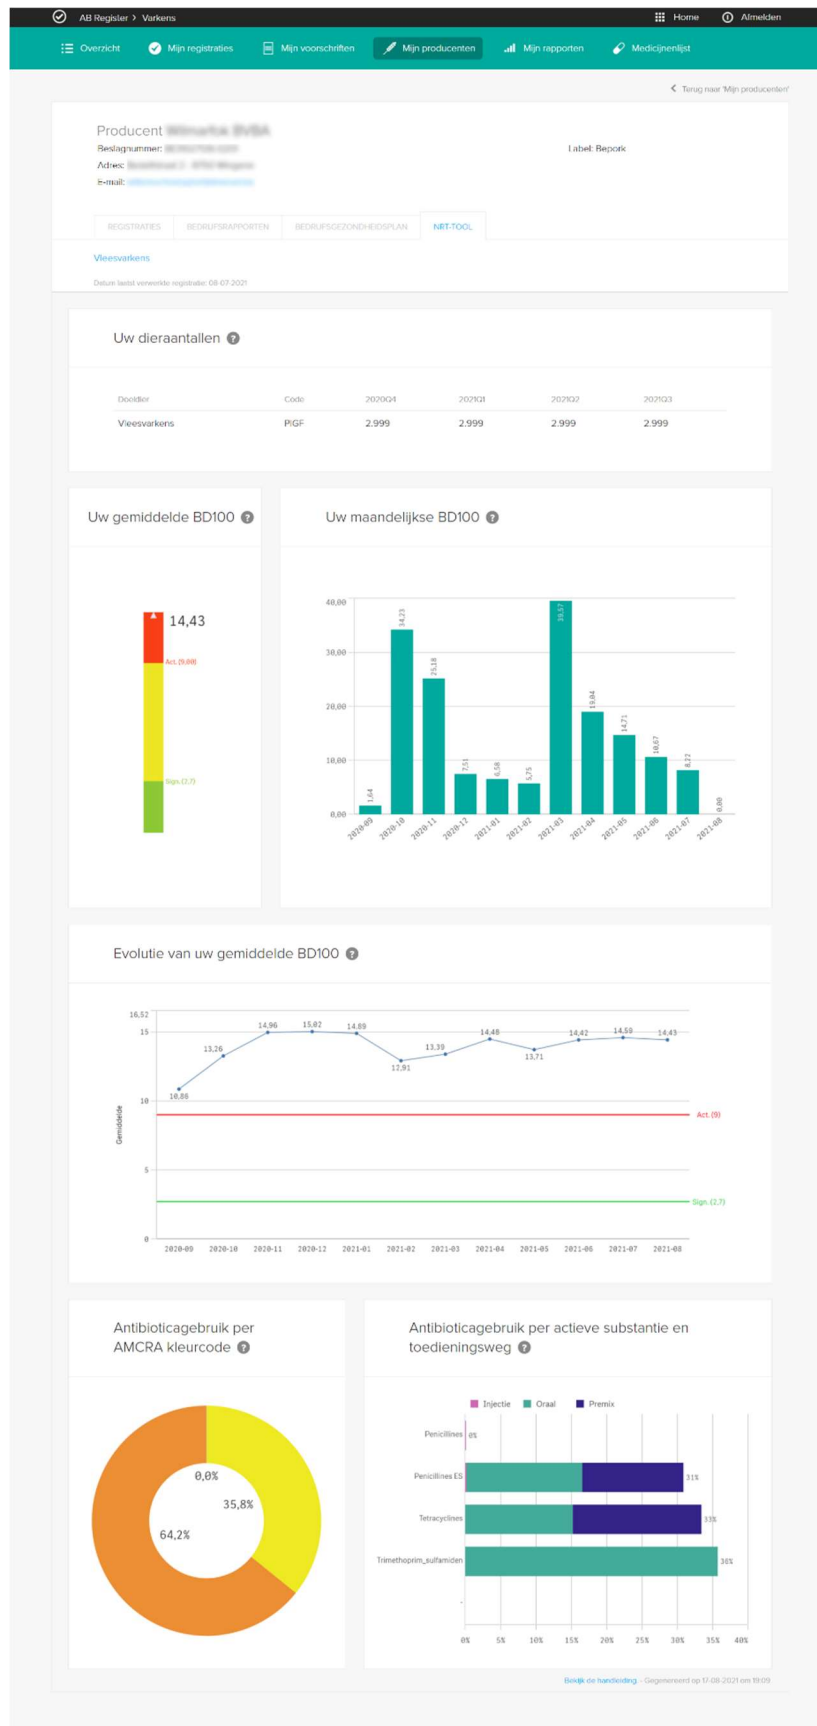 AB Register > Varkens
Home
Afmelden
Overzicht
Mijn registraties
Mijn voorschriften
Mijn producenten
Mijn rapporten
Medicijnenlijst
Terug naar 'Mijn producenten'
Producent
Beslagnummer:
Label: Bepork
Adres:
E-mail:
REGISTRATIES
BEDRIJFSRAPPORTEN
BEDRIJFSGEZONDHEIDSPLAN
NRT-TOOL
Vleesvarkens
Datum laatst verwerkte registratie: 08-07-2021
Uw dieraantallen ?
Doeldier Code 2020Q4 2021Q1 2021Q2 2021Q3
Vleesvarkens PIGF 2.999 2.999 2.999 2.999
Uw gemiddelde BD100 ?
14,43
Act. (9,00)
Sign. (2,7)
Uw maandelijkse BD100 ?
40,00
30,00
20,00
10,00
0,00
1,64
34,23
25,18
7,51
6,58
5,75
39,57
19,04
14,71
10,67
8,22
0,00
2020-09
2020-10
2020-11
2020-12
2021-01
2021-02
2021-03
2021-04
2021-05
2021-06
2021-07
2021-08
Evolutie van uw gemiddelde BD100 ?
Gemiddelde
16,52
15
10
5
0
10,86
13,26
14,96
15,02
14,89
12,91
13,39
14,48
13,71
14,42
14,59
14,43
Act. (9)
Sign. (2,7)
2020-09 2020-10 2020-11 2020-12 2021-01 2021-02 2021-03 2021-04 2021-05 2021-06 2021-07 2021-08
Antibioticagebruik per
AMCRA kleurcode ?
0,0%
35,8%
64,2%
Antibioticagebruik per actieve substantie en
toedieningsweg ?
Injectie Oraal Premix
Penicillines 0%
Penicillines ES 31%
Tetracyclines 33%
Trimethoprim_sulfamiden 36%
.
0% 5% 10% 15% 20% 25% 30% 35% 40%
Bekijk de handleiding - Gegenereerd op 17-08-2021 om 19:09